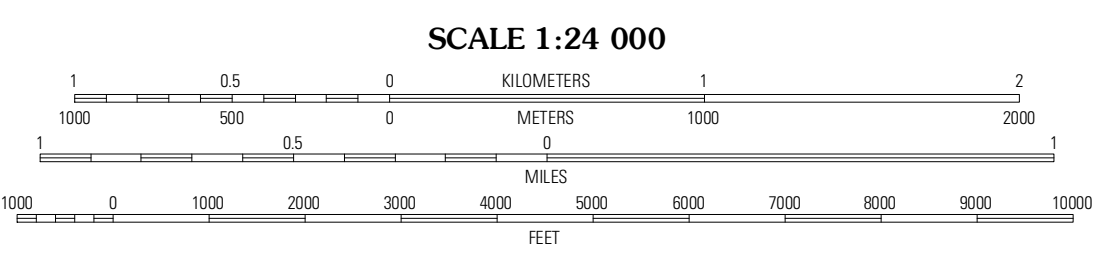 SCALE 1:24 000
1 0.5 0 KILOMETERS 1 2
1000 500 0 METERS 1000 2000
1 0.5 0 1
MILES
1000 0 1000 2000 3000 4000 5000 6000 7000 8000 9000 10000
FEET